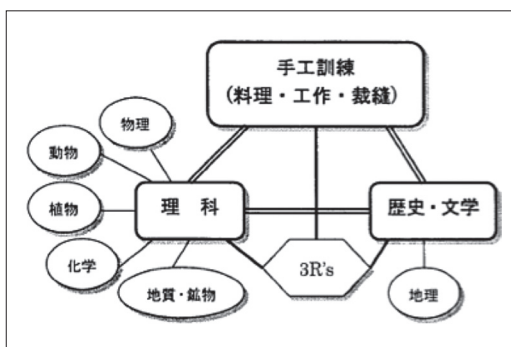 手工訓練
(料理・工作・裁縫)
物理
動物
植物
理 科
歴史・文学
化学
3R's
地質・鉱物
地理